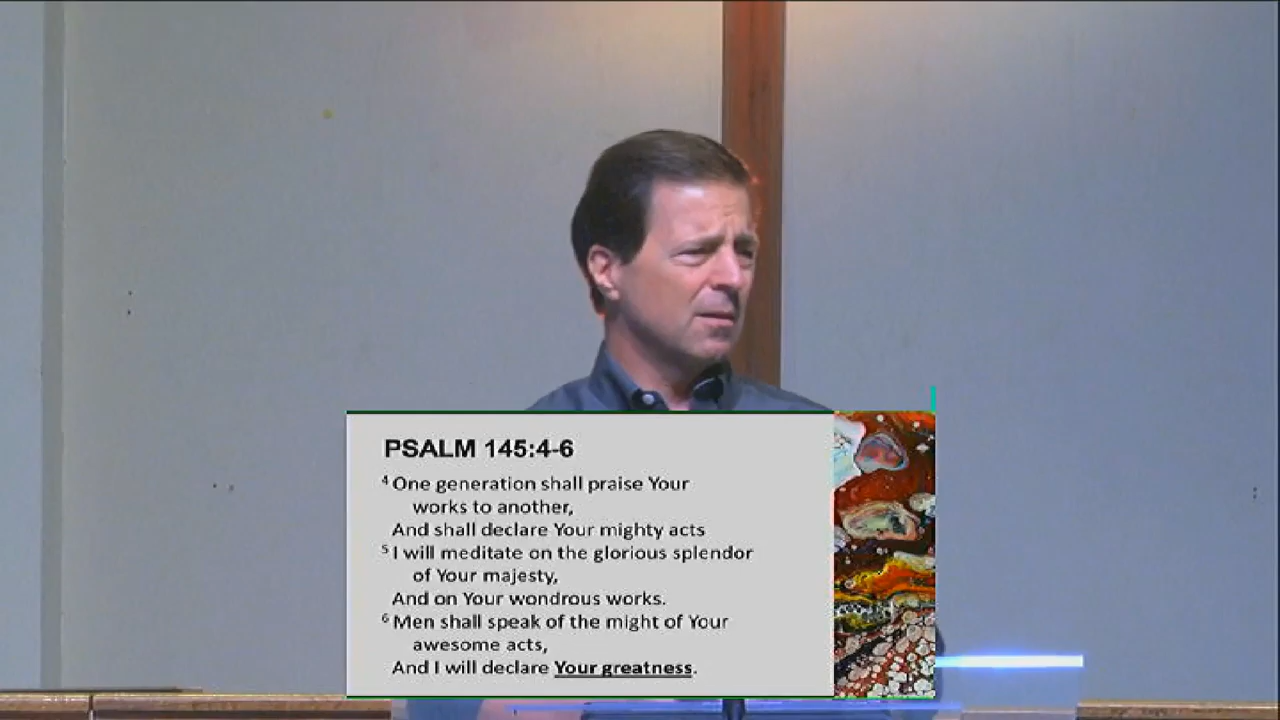 PSALM 145:4-6
4 One generation shall praise Your
works to another,
And shall declare Your mighty acts
5 I will meditate on the glorious splendor
of Your majesty,
And on Your wondrous works.
6 Men shall speak of the might of Your
awesome acts,
And I will declare Your greatness.